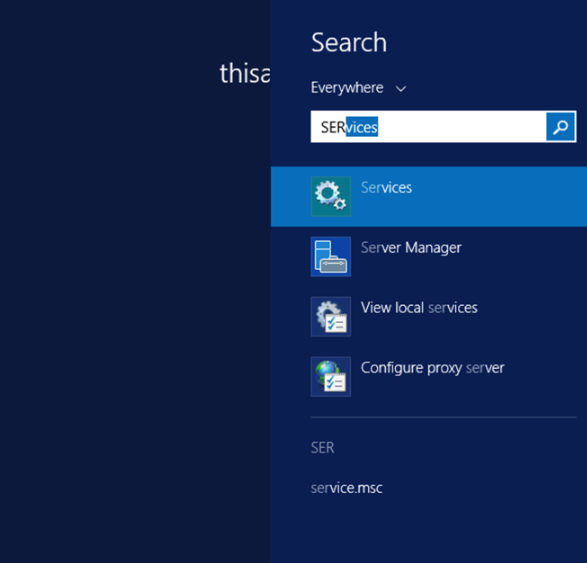 Search
thisa
Everywhere
SERvices
Services
Server Manager
View local services
Configure proxy server
SER
service.msc